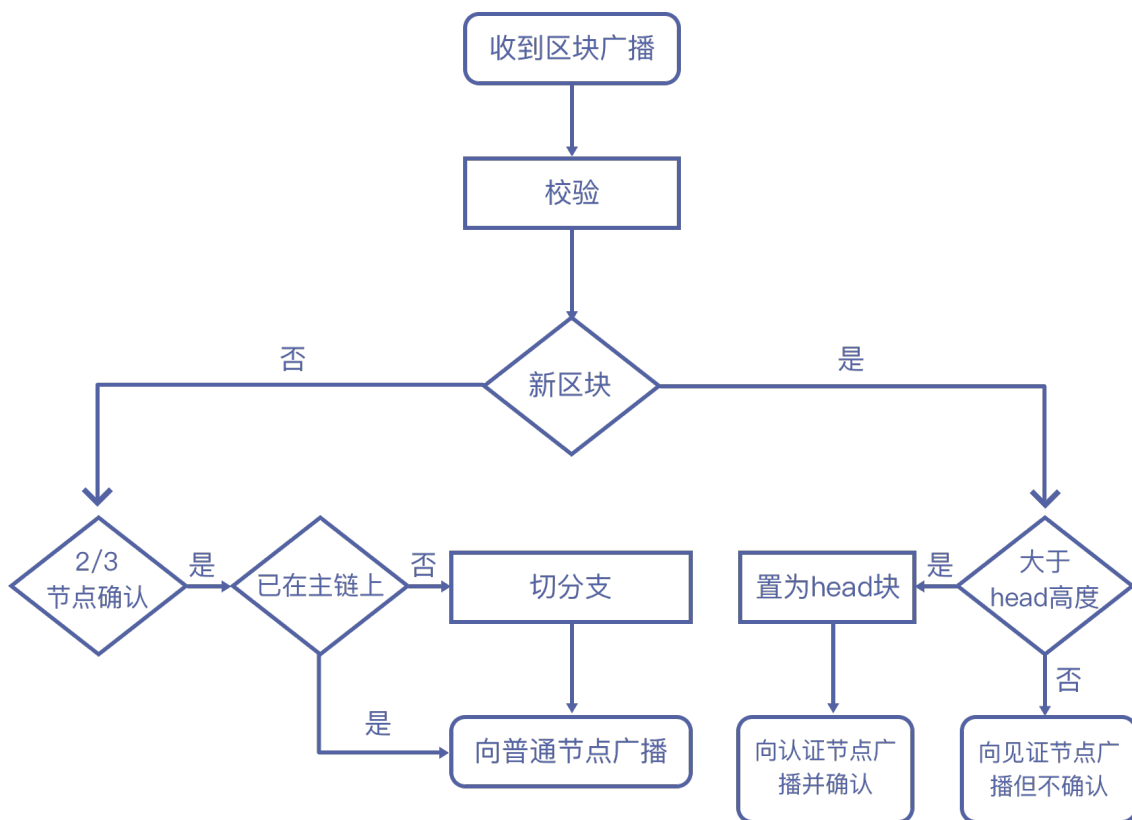 收到区块广播
校验
否
是
新区块
2/3
节点确认
是
已在主链上
否
切分支
置为head块
是
大于
head高度
是
否
向普通节点广播
向认证节点广
播并确认
向见证节点广
播但不确认